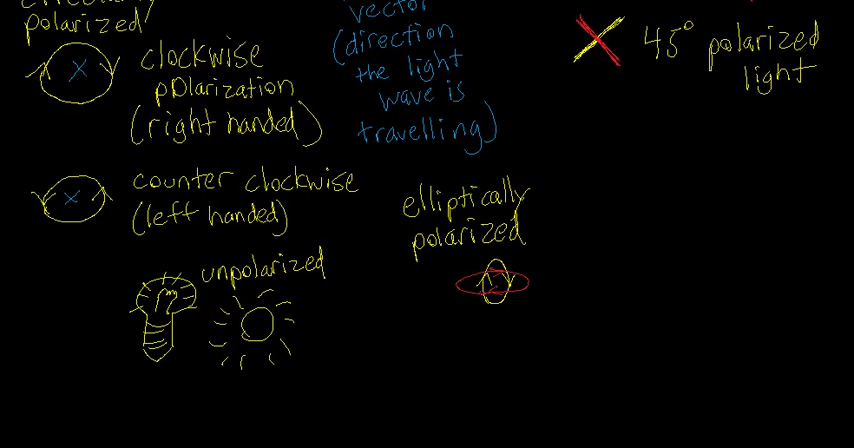 polarized
clockwise
polarization
(right handed)
vector
(direction
the light
wave is
travelling)
45° polarized
light
counter clockwise
(left handed)
elliptically
polarized
unpolarized